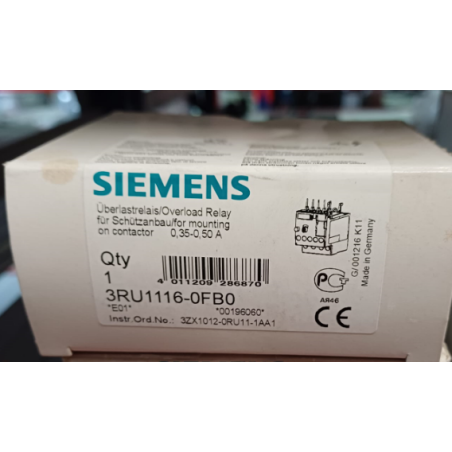 SIEMENS
Überlastrelais/Overload Relay
für Schützanbau/for mounting
on contactor 0,35-0,50 A
Qty
1
4 011209 286870
3RU1116-0FB0
*E01* *00196060*
Instr.Ord.No.: 3ZX1012-0RU11-1AA1
G/001216 K11
Made in Germany
АЯ46
CE